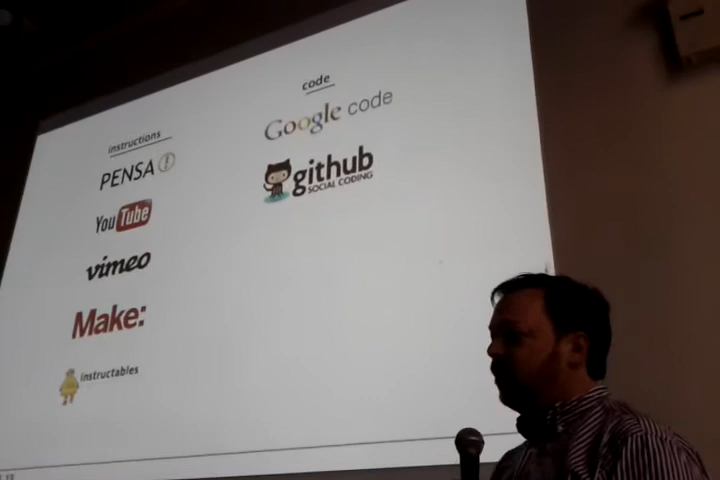 instructions
PENSA
YouTube
vimeo
Make:
instructables
code
Google code
github
SOCIAL CODING